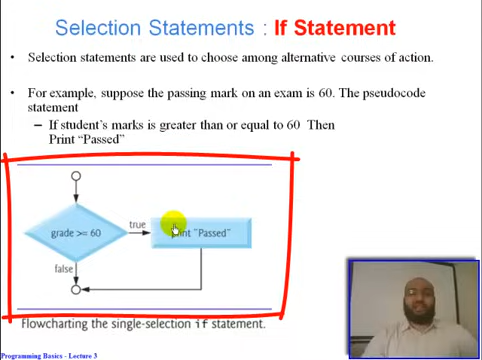 Selection Statements : If Statement
• Selection statements are used to choose among alternative courses of action.
• For example, suppose the passing mark on an exam is 60. The pseudocode
statement
– If student's marks is greater than or equal to 60 Then
Print “Passed”
grade >= 60
true
print "Passed"
false
Flowcharting the single-selection if statement.
Programming Basics - Lecture 3